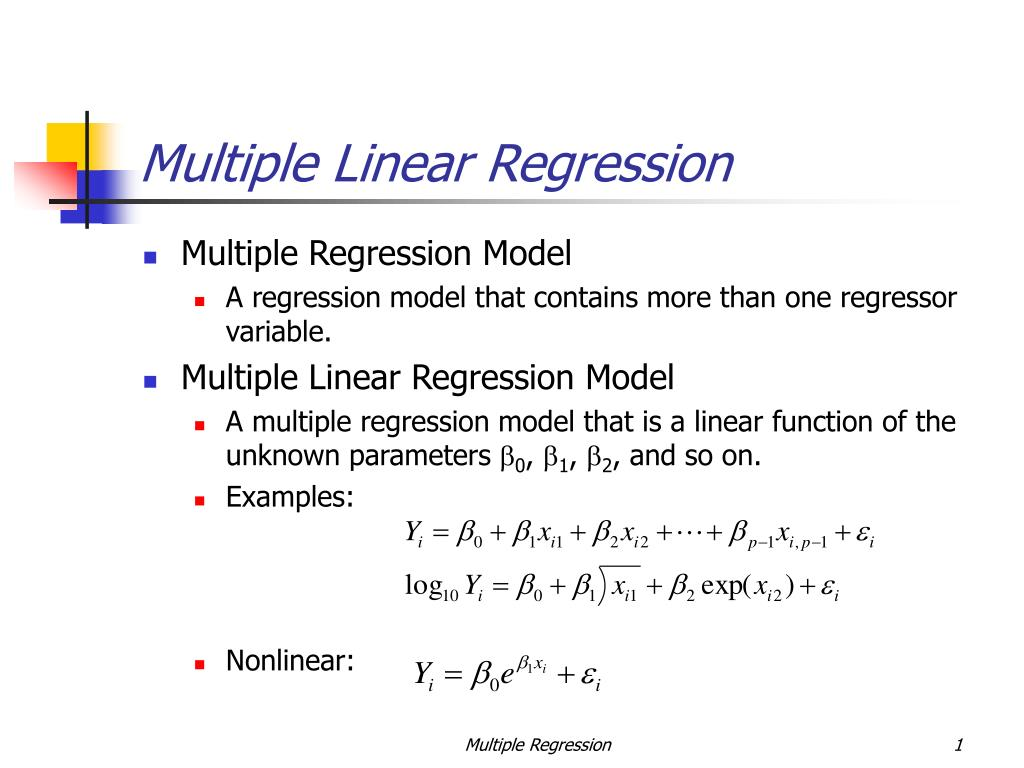 Multiple Linear Regression
Multiple Regression Model
A regression model that contains more than one regressor
variable.
Multiple Linear Regression Model
A multiple regression model that is a linear function of the
unknown parameters β₀, β₁, β₂, and so on.
Examples:
Yᵢ = β₀ + β₁xᵢ₁ + β₂xᵢ₂ + ⋯ + βₚ₋₁xᵢ,ₚ₋₁ + εᵢ
log₁₀ Yᵢ = β₀ + β₁)‾xᵢ₁ + β₂ exp(xᵢ₂) + εᵢ
Nonlinear: Yᵢ = β₀e^(β₁xᵢ) + εᵢ
Multiple Regression 1